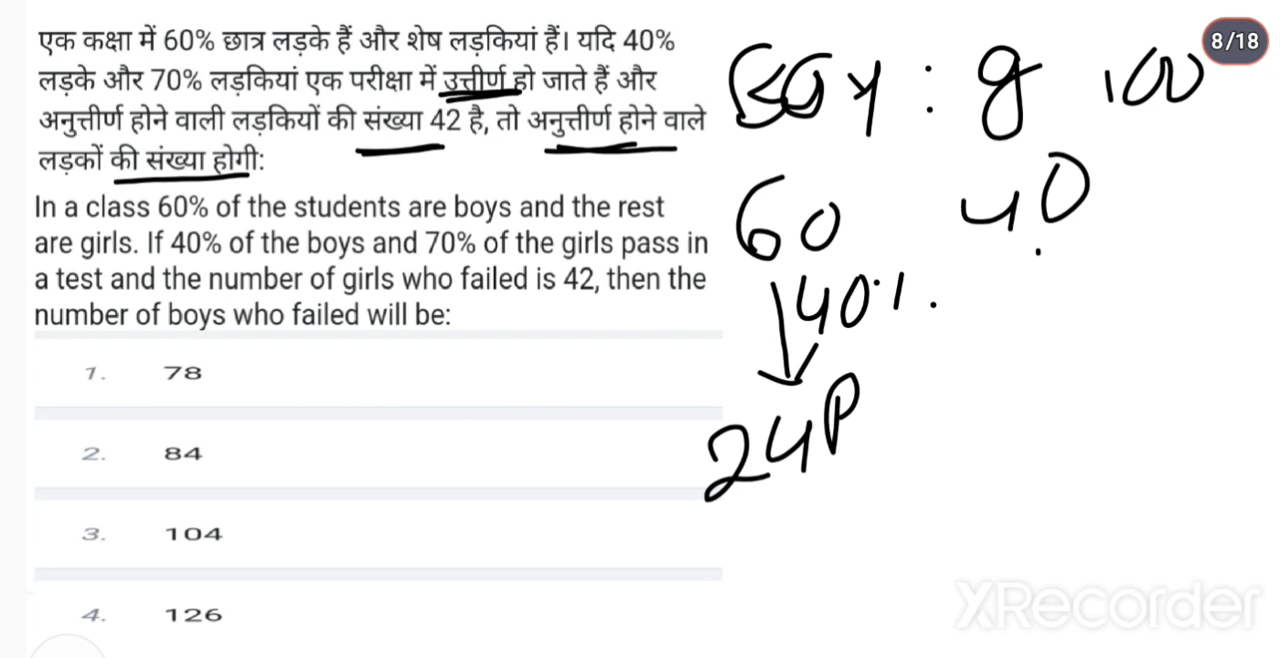 एक कक्षा में 60% छात्र लड़के हैं और शेष लड़कियां हैं। यदि 40%
लड़के और 70% लड़कियां एक परीक्षा में उत्तीर्ण हो जाते हैं और
अनुत्तीर्ण होने वाली लड़कियों की संख्या 42 है, तो अनुत्तीर्ण होने वाले
लड़कों की संख्या होगी:
In a class 60% of the students are boys and the rest
are girls. If 40% of the boys and 70% of the girls pass in
a test and the number of girls who failed is 42, then the
number of boys who failed will be:
1. 78
2. 84
3. 104
4. 126
8/18
Boy : g 100
60 40
40%.
24P
XRecorder